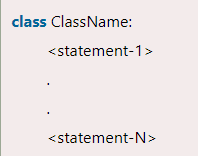 class ClassName:
<statement-1>
.
.
<statement-N>